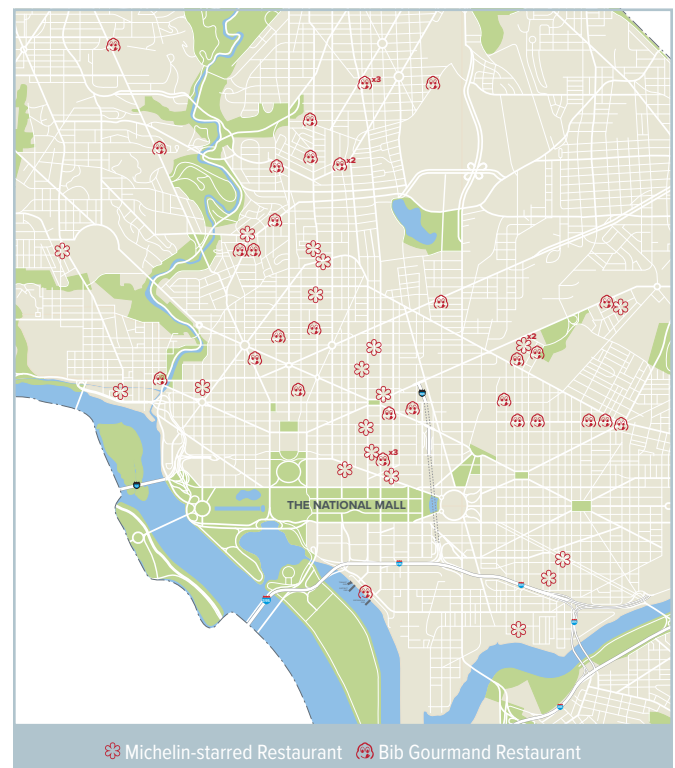 x3
x2
x2
x3
THE NATIONAL MALL
Michelin-starred Restaurant Bib Gourmand Restaurant